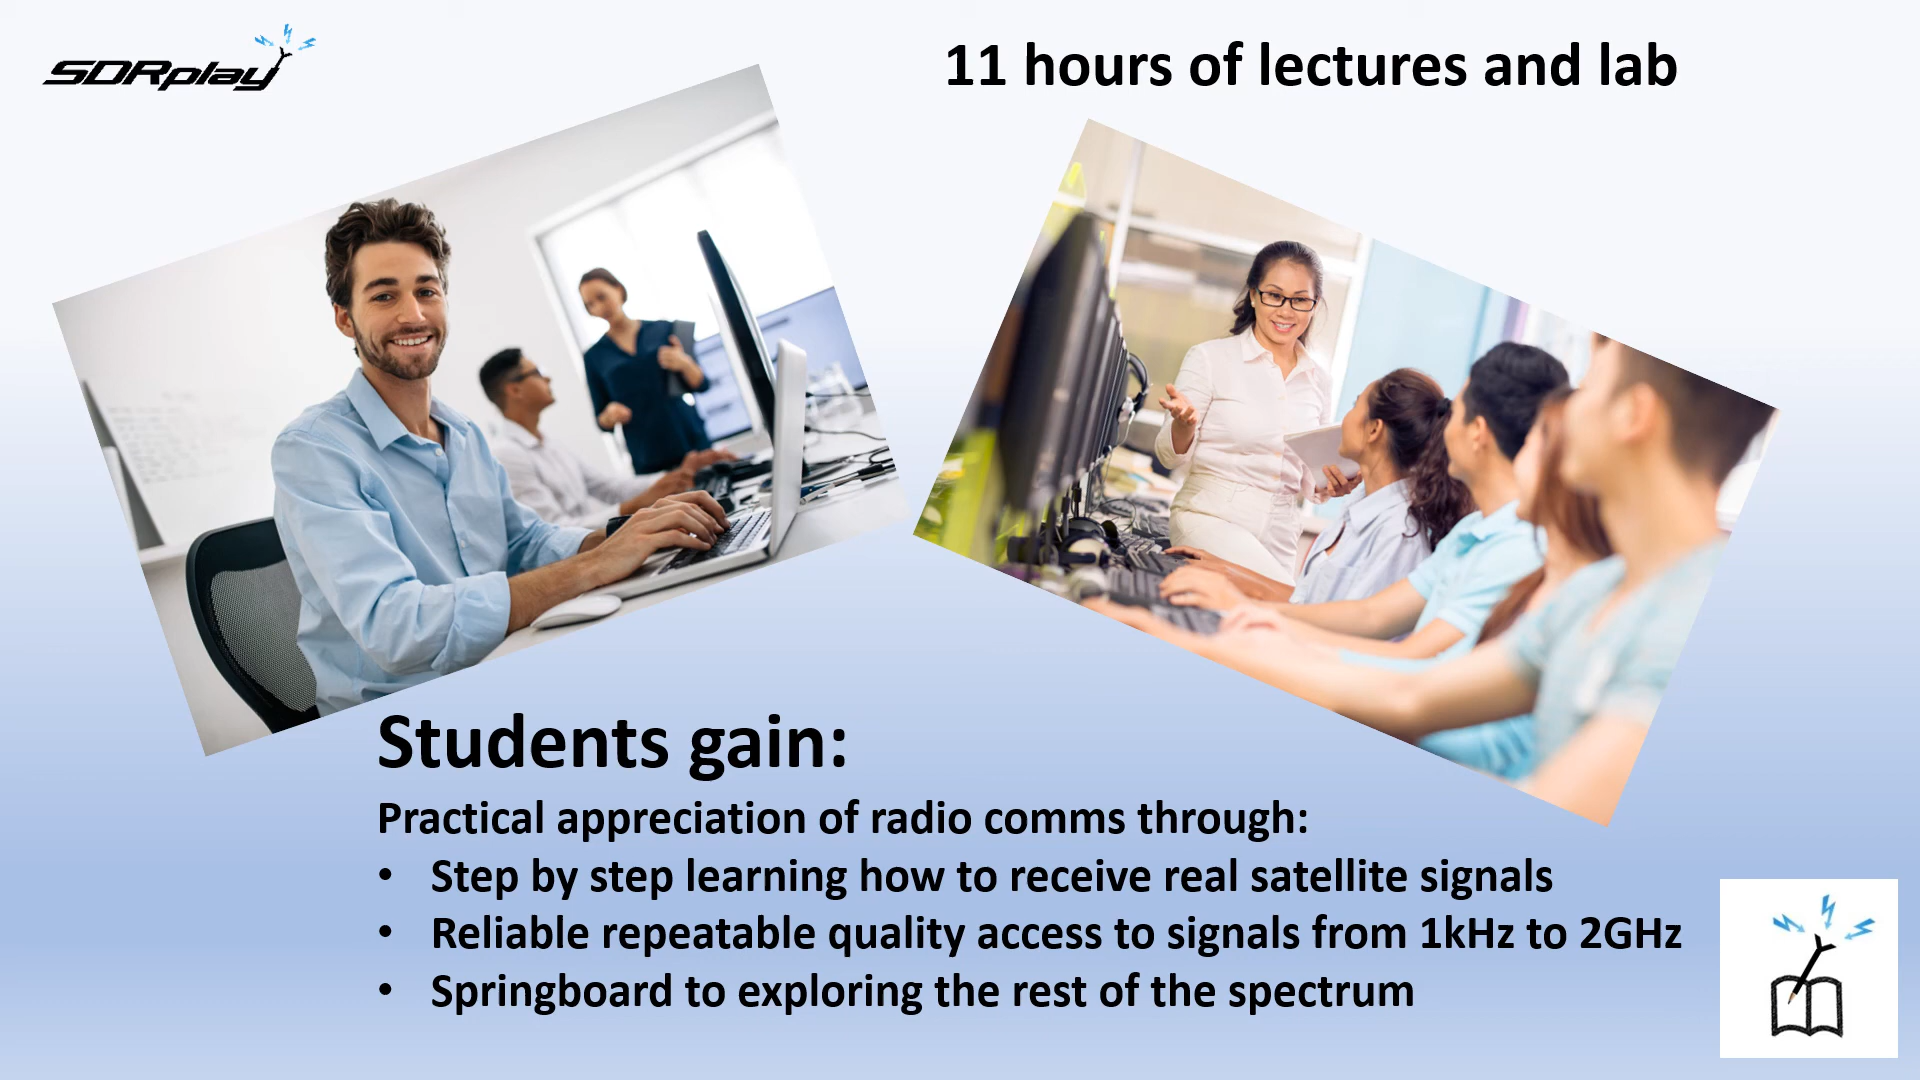 SDRplay
11 hours of lectures and lab
Students gain:
Practical appreciation of radio comms through:
• Step by step learning how to receive real satellite signals
• Reliable repeatable quality access to signals from 1kHz to 2GHz
• Springboard to exploring the rest of the spectrum